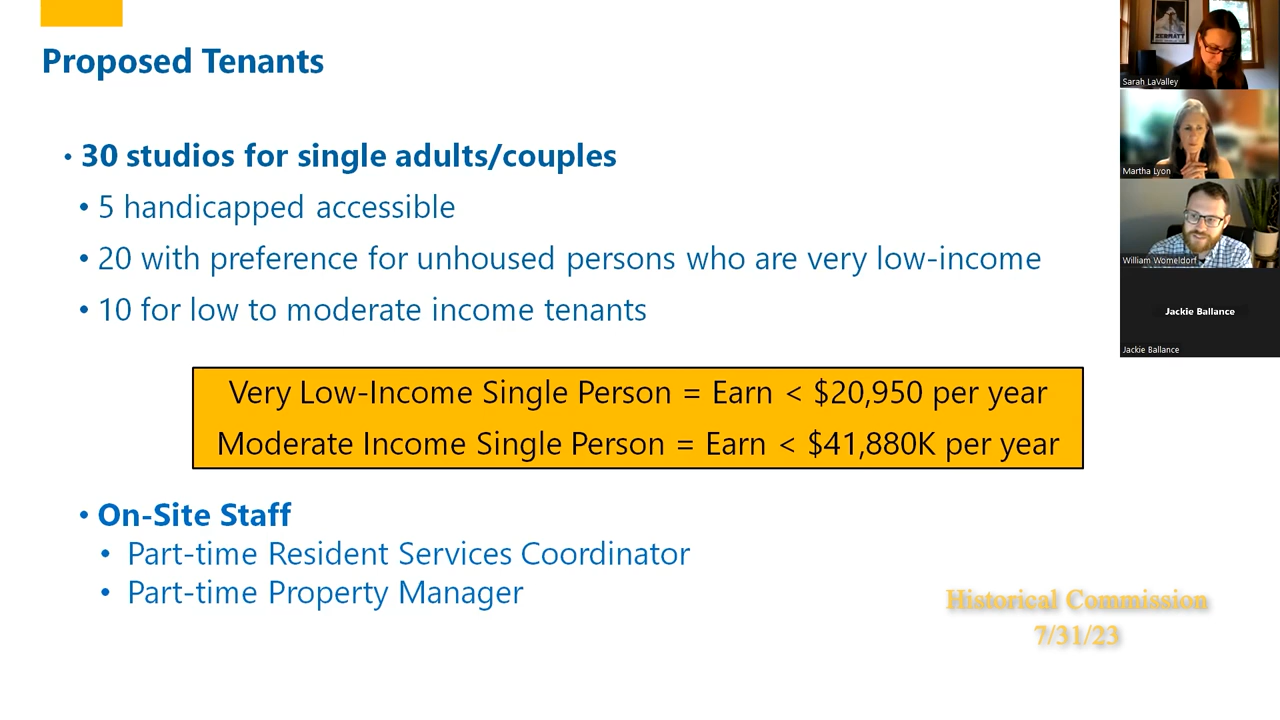 Proposed Tenants
• 30 studios for single adults/couples
• 5 handicapped accessible
• 20 with preference for unhoused persons who are very low-income
• 10 for low to moderate income tenants
Very Low-Income Single Person = Earn < $20,950 per year
Moderate Income Single Person = Earn < $41,880K per year
• On-Site Staff
• Part-time Resident Services Coordinator
• Part-time Property Manager
Historical Commission
7/31/23
ZERMATT
Sarah LaValley
Martha Lyon
William Womeldorf
Jackie Ballance
Jackie Ballance